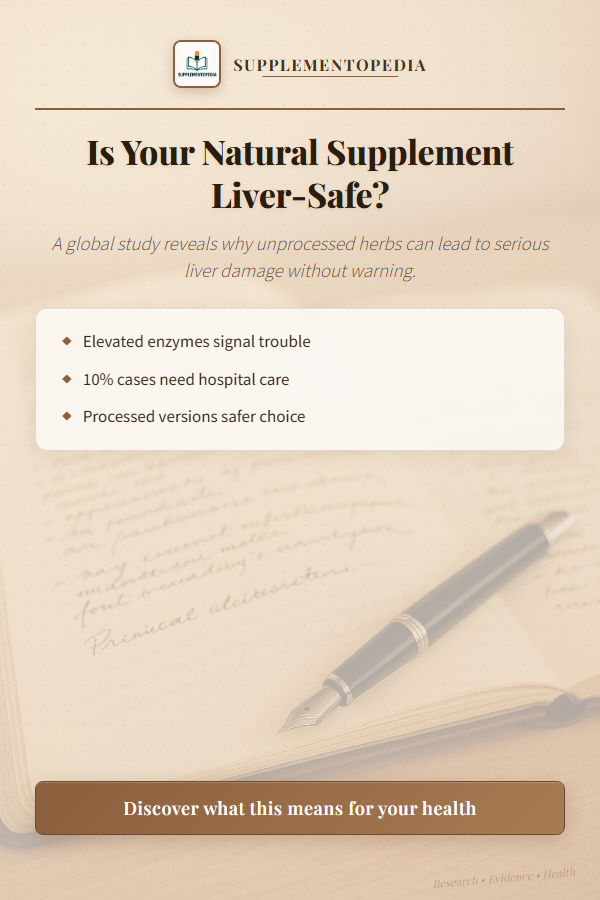 SUPPLEMENTOPEDIA
SUPPLEMENTOPEDIA
Is Your Natural Supplement
Liver-Safe?
A global study reveals why unprocessed herbs can lead to serious
liver damage without warning.
Elevated enzymes signal trouble
10% cases need hospital care
Processed versions safer choice
Discover what this means for your health
Research • Evidence • Health